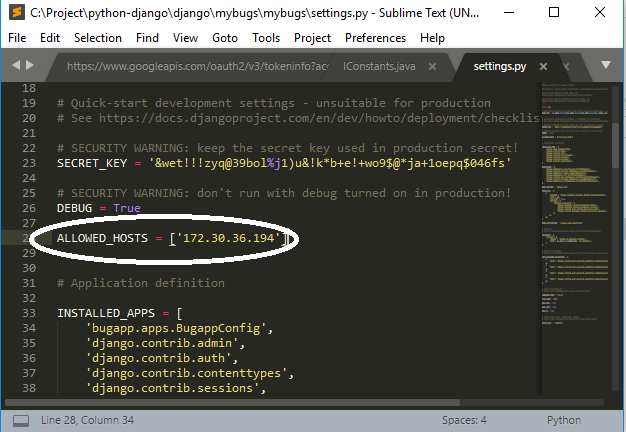 C:\Project\python-django\django\mybugs\mybugs\settings.py - Sublime Text (UN...
File Edit Selection Find View Goto Tools Project Preferences Help
https://www.googleapis.com/oauth2/v3/tokeninfo?acc IConstants.java settings.py
18
19 # Quick-start development settings - unsuitable for production
20 # See https://docs.djangoproject.com/en/dev/howto/deployment/checklis
21
22 # SECURITY WARNING: keep the secret key used in production secret!
23 SECRET_KEY = '&wet!!!zyq@39bol%j1)u&!k*b+e!+wo9$@*ja+1oepq$046fs'
24
25 # SECURITY WARNING: don't run with debug turned on in production!
26 DEBUG = True
27
ALLOWED_HOSTS = ['172.30.36.194']
29
30
31 # Application definition
32
33 INSTALLED_APPS = [
34 'bugapp.apps.BugappConfig',
35 'django.contrib.admin',
36 'django.contrib.auth',
37 'django.contrib.contenttypes',
38 'django.contrib.sessions',
Line 28, Column 34 Spaces: 4 Python